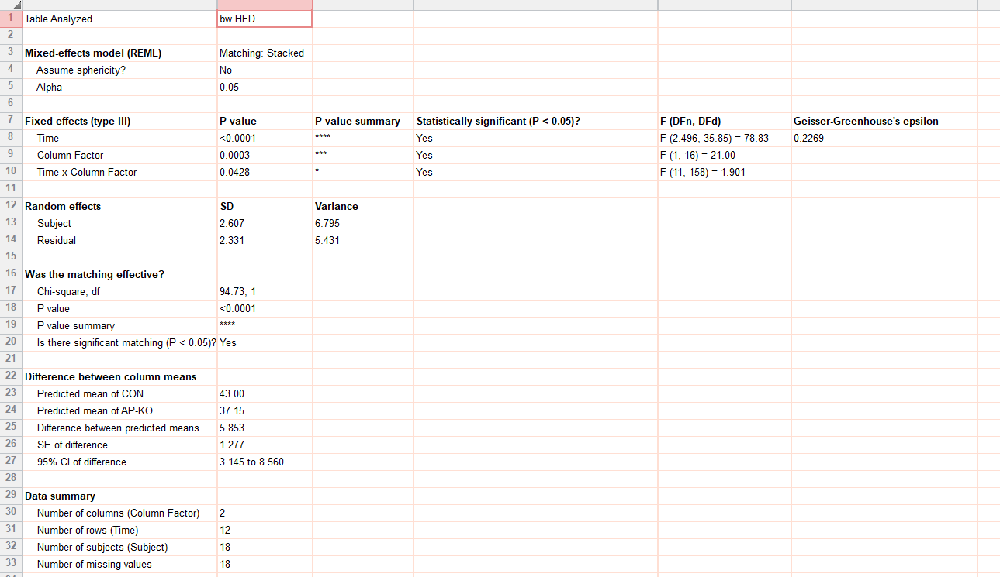 1 Table Analyzed bw HFD
2
3 Mixed-effects model (REML) Matching: Stacked
4 Assume sphericity? No
5 Alpha 0.05
6
7 Fixed effects (type III) P value P value summary Statistically significant (P < 0.05)? F (DFn, DFd) Geisser-Greenhouse's epsilon
8 Time <0.0001 **** Yes F (2.496, 35.85) = 78.83 0.2269
9 Column Factor 0.0003 *** Yes F (1, 16) = 21.00
10 Time x Column Factor 0.0428 * Yes F (11, 158) = 1.901
11
12 Random effects SD Variance
13 Subject 2.607 6.795
14 Residual 2.331 5.431
15
16 Was the matching effective?
17 Chi-square, df 94.73, 1
18 P value <0.0001
19 P value summary ****
20 Is there significant matching (P < 0.05)? Yes
21
22 Difference between column means
23 Predicted mean of CON 43.00
24 Predicted mean of AP-KO 37.15
25 Difference between predicted means 5.853
26 SE of difference 1.277
27 95% CI of difference 3.145 to 8.560
28
29 Data summary
30 Number of columns (Column Factor) 2
31 Number of rows (Time) 12
32 Number of subjects (Subject) 18
33 Number of missing values 18